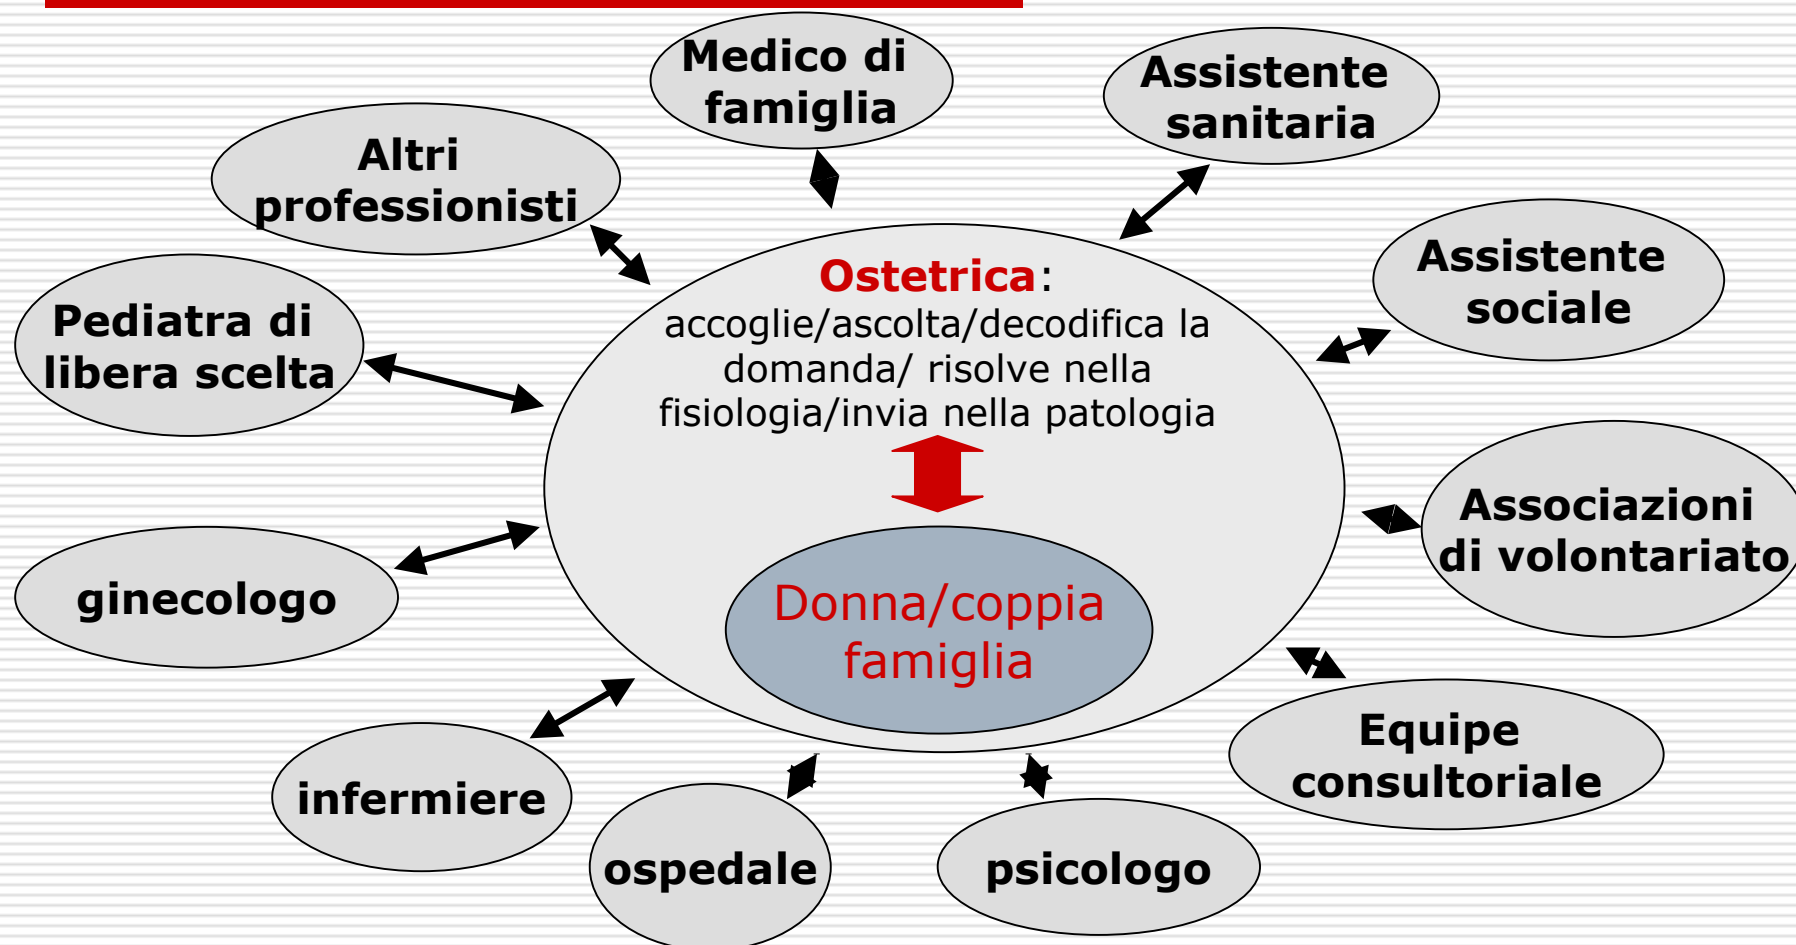 Medico di
famiglia
Assistente
sanitaria
Altri
professionisti
Assistente
sociale
Pediatra di
libera scelta
Ostetrica:
accoglie/ascolta/decodifica la
domanda/ risolve nella
fisiologia/invia nella patologia
Associazioni
di volontariato
ginecologo
Donna/coppia
famiglia
Equipe
consultoriale
infermiere
ospedale
psicologo